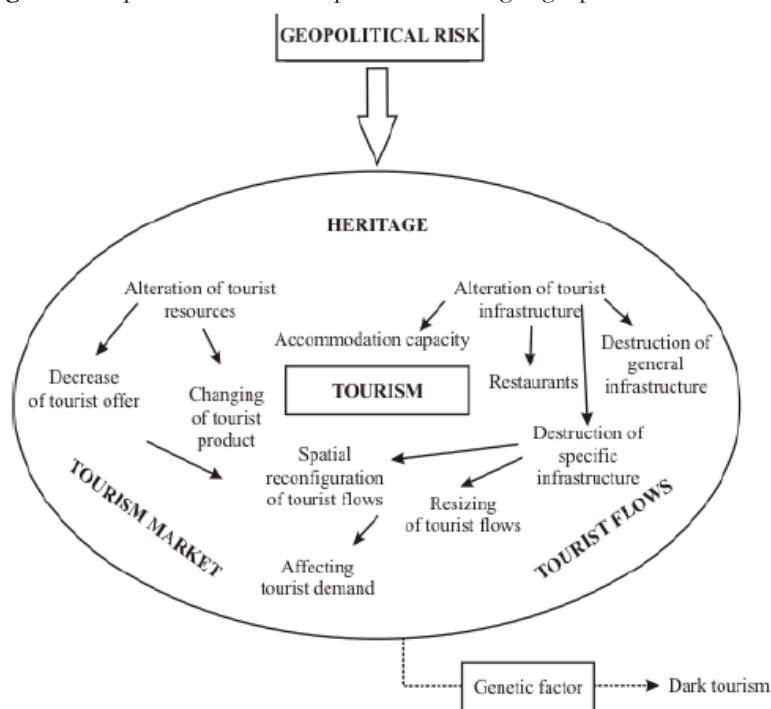 GEOPOLITICAL RISK
HERITAGE
Alteration of tourist
resources
Alteration of tourist
infrastructure
Accommodation capacity
Destruction of
general
infrastructure
Decrease
of tourist offer
Changing
of tourist
product
TOURISM
Restaurants
Destruction of
specific
infrastructure
Spatial
reconfiguration
of tourist flows
Resizing
of tourist flows
TOURISM MARKET
TOURIST FLOWS
Affecting
tourist demand
Genetic factor
Dark tourism